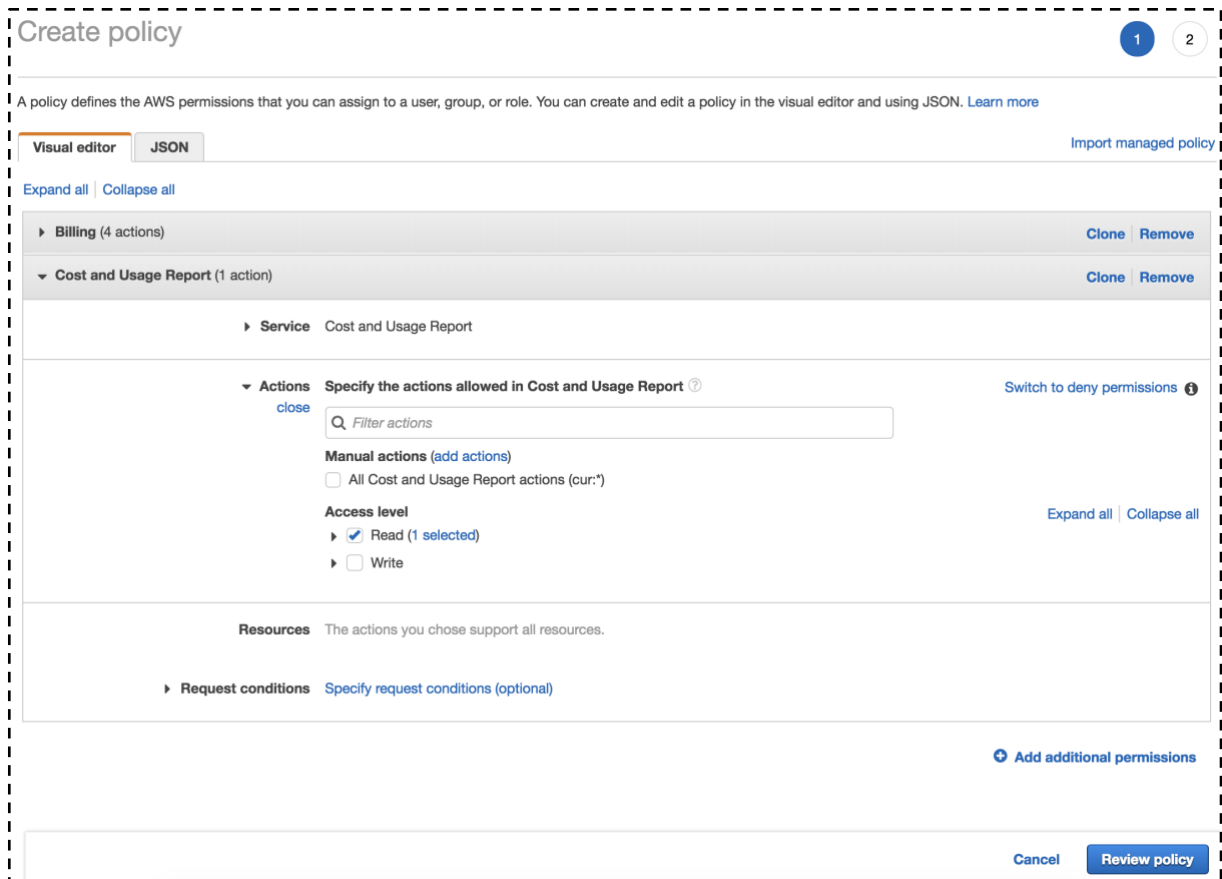 Create policy
1
2
A policy defines the AWS permissions that you can assign to a user, group, or role. You can create and edit a policy in the visual editor and using JSON. Learn more
Visual editor
JSON
Import managed policy
Expand all
Collapse all
Billing (4 actions)
Clone
Remove
Cost and Usage Report (1 action)
Clone
Remove
Service
Cost and Usage Report
Actions
Specify the actions allowed in Cost and Usage Report ?
Switch to deny permissions
close
Filter actions
Manual actions (add actions)
All Cost and Usage Report actions (cur:*)
Access level
Expand all
Collapse all
Read (1 selected)
Write
Resources
The actions you chose support all resources.
Request conditions
Specify request conditions (optional)
Add additional permissions
Cancel
Review policy